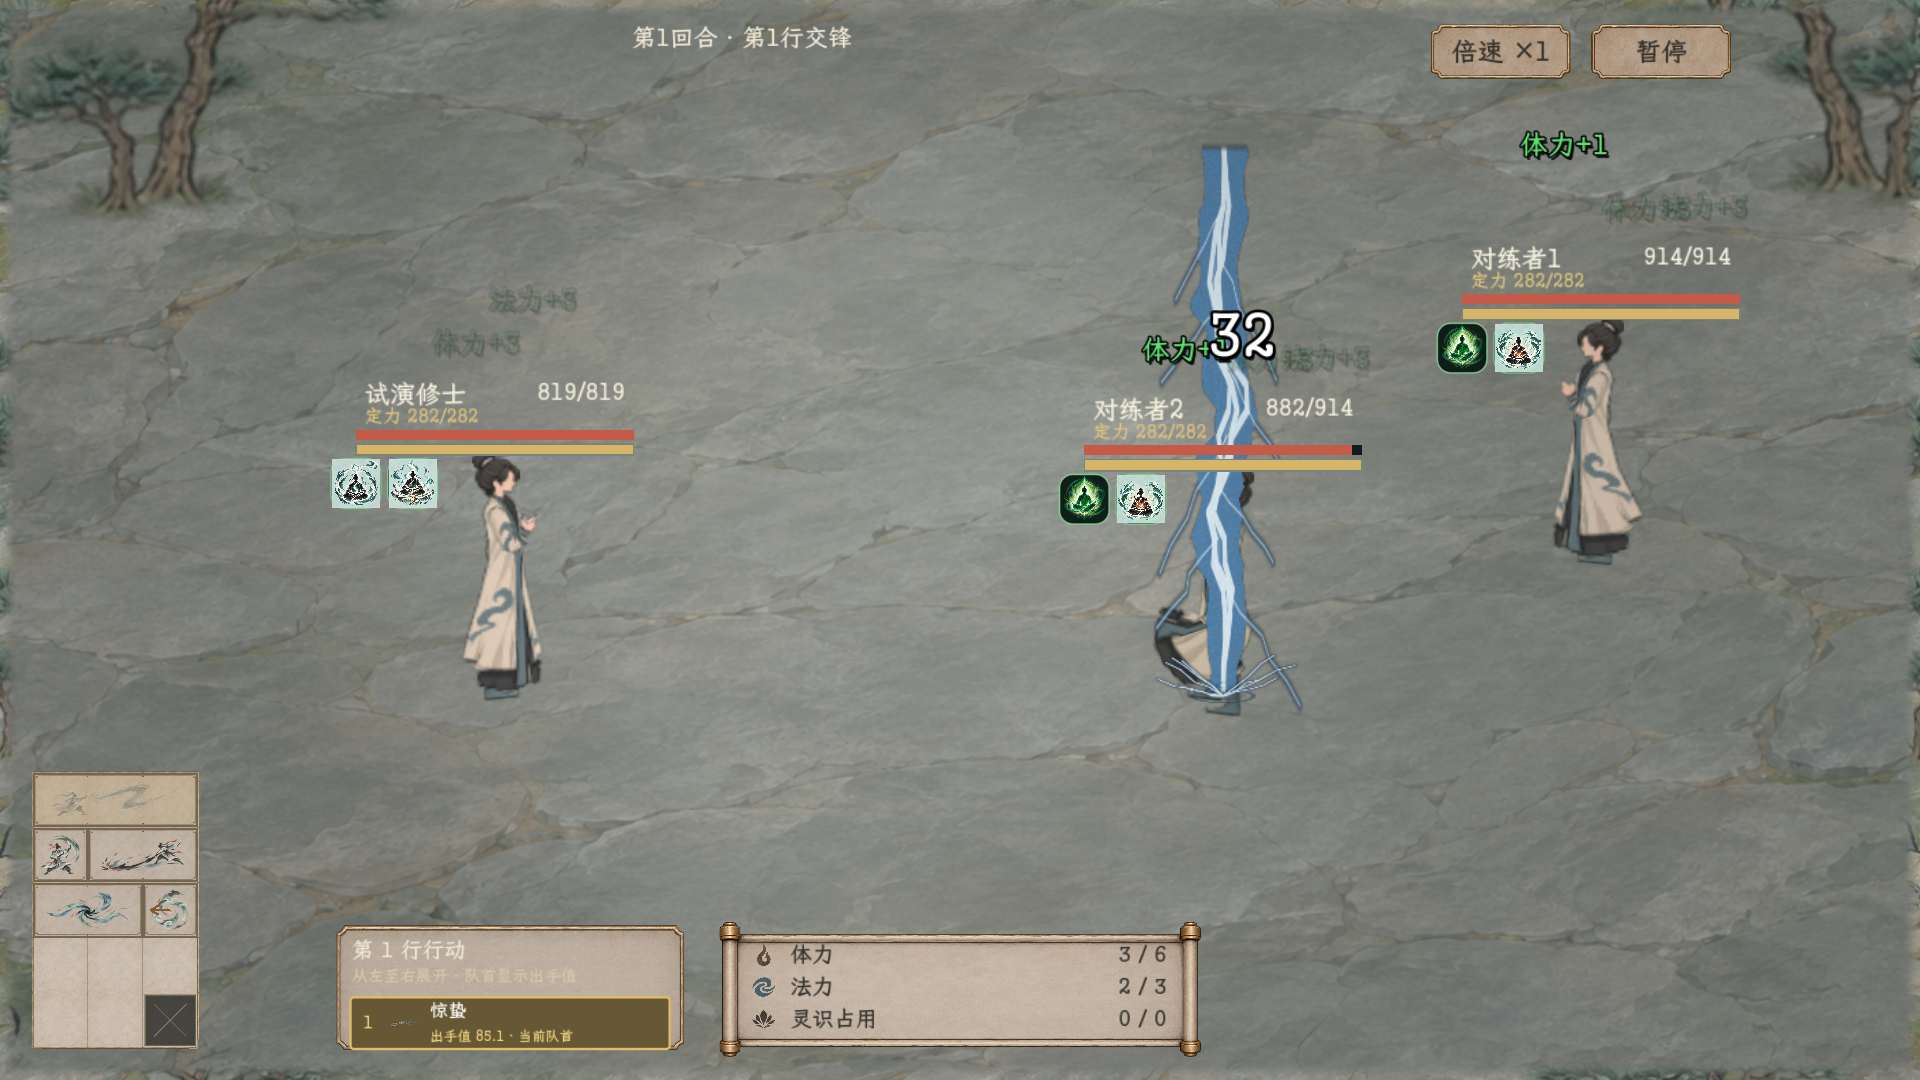 第1回合 · 第1行交锋
倍速 ×1
暂停
体力+1
对练者1 914/914
定力 282/282
法力+3
体力+3
32
试演修士 819/819
定力 282/282
对练者2 882/914
定力 282/282
第 1 行行动
从左至右展开 · 队首显示出手值
1 惊蛰
出手值 85.1 · 当前队首
体力 3 / 6
法力 2 / 3
灵识占用 0 / 0